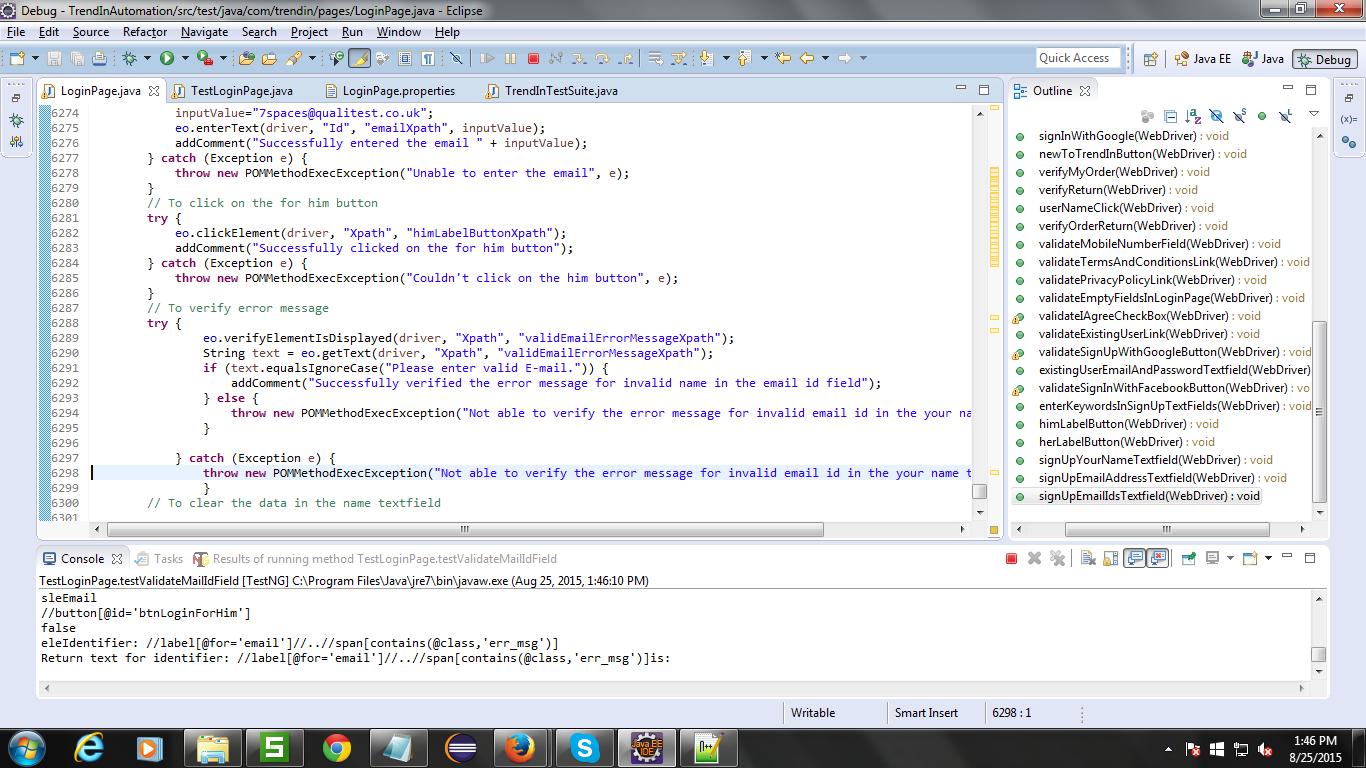 Debug - TrendInAutomation/src/test/java/com/trendin/pages/LoginPage.java - Eclipse
File Edit Source Refactor Navigate Search Project Run Window Help
Quick Access Java EE Java Debug
LoginPage.java TestLoginPage.java LoginPage.properties TrendInTestSuite.java
6274 inputValue="7spaces@qualitest.co.uk";
6275 eo.enterText(driver, "Id", "emailXpath", inputValue);
6276 addComment("Successfully entered the email " + inputValue);
6277 } catch (Exception e) {
6278 throw new POMMethodExecException("Unable to enter the email", e);
6279 }
6280 // To click on the for him button
6281 try {
6282 eo.clickElement(driver, "Xpath", "himLabelButtonXpath");
6283 addComment("Successfully clicked on the for him button");
6284 } catch (Exception e) {
6285 throw new POMMethodExecException("Couldn't click on the him button", e);
6286 }
6287 // To verify error message
6288 try {
6289 eo.verifyElementIsDisplayed(driver, "Xpath", "validEmailErrorMessageXpath");
6290 String text = eo.getText(driver, "Xpath", "validEmailErrorMessageXpath");
6291 if (text.equalsIgnoreCase("Please enter valid E-mail.")) {
6292 addComment("Successfully verified the error message for invalid name in the email id field");
6293 } else {
6294 throw new POMMethodExecException("Not able to verify the error message for invalid email id in the your na
6295 }
6296
6297 } catch (Exception e) {
6298 throw new POMMethodExecException("Not able to verify the error message for invalid email id in the your name t
6299 }
6300 // To clear the data in the name textfield
6301
Outline
signInWithGoogle(WebDriver) : void
newToTrendInButton(WebDriver) : void
verifyMyOrder(WebDriver) : void
verifyReturn(WebDriver) : void
userNameClick(WebDriver) : void
verifyOrderReturn(WebDriver) : void
validateMobileNumberField(WebDriver) : void
validateTermsAndConditionsLink(WebDriver) : void
validatePrivacyPolicyLink(WebDriver) : void
validateEmptyFieldsInLoginPage(WebDriver) : void
validateIAgreeCheckBox(WebDriver) : void
validateExistingUserLink(WebDriver) : void
validateSignUpWithGoogleButton(WebDriver) : void
existingUserEmailAndPasswordTextfield(WebDriver)
validateSignInWithFacebookButton(WebDriver) : vo
enterKeywordsInSignUpTextFields(WebDriver) : void
himLabelButton(WebDriver) : void
herLabelButton(WebDriver) : void
signUpYourNameTextfield(WebDriver) : void
signUpEmailAddressTextfield(WebDriver) : void
signUpEmailIdsTextfield(WebDriver) : void
Console Tasks Results of running method TestLoginPage.testValidateMailIdField
TestLoginPage.testValidateMailIdField [TestNG] C:\Program Files\Java\jre7\bin\javaw.exe (Aug 25, 2015, 1:46:10 PM)
sleEmail
//button[@id='btnLoginForHim']
false
eleIdentifier: //label[@for='email']//..//span[contains(@class,'err_msg')]
Return text for identifier: //label[@for='email']//..//span[contains(@class,'err_msg')]is:
Writable Smart Insert 6298 : 1
1:46 PM
8/25/2015